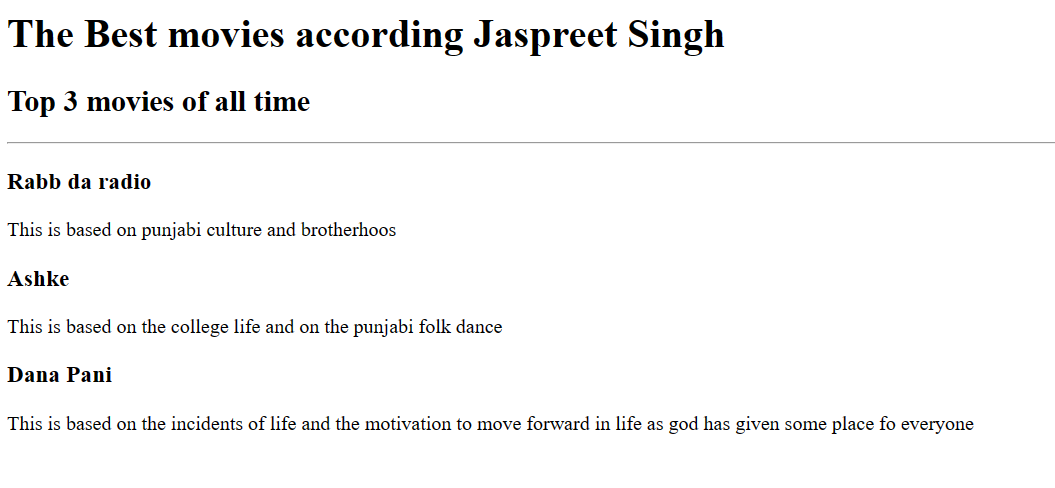 The Best movies according Jaspreet Singh
Top 3 movies of all time
Rabb da radio
This is based on punjabi culture and brotherhoos
Ashke
This is based on the college life and on the punjabi folk dance
Dana Pani
This is based on the incidents of life and the motivation to move forward in life as god has given some place fo everyone